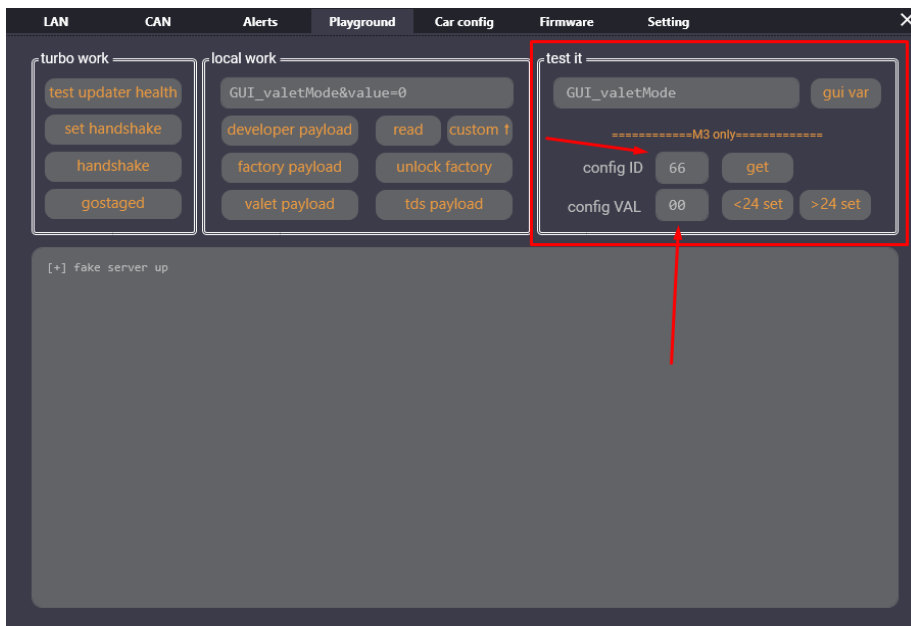 LAN CAN Alerts Playground Car config Firmware Setting ✕
turbo work
test updater health
set handshake
handshake
gostaged
local work
GUI_valetMode&value=0
developer payload read custom ↑
factory payload unlock factory
valet payload tds payload
test it
GUI_valetMode gui var
============M3 only=============
config ID 66 get
config VAL 00 <24 set >24 set
[+] fake server up